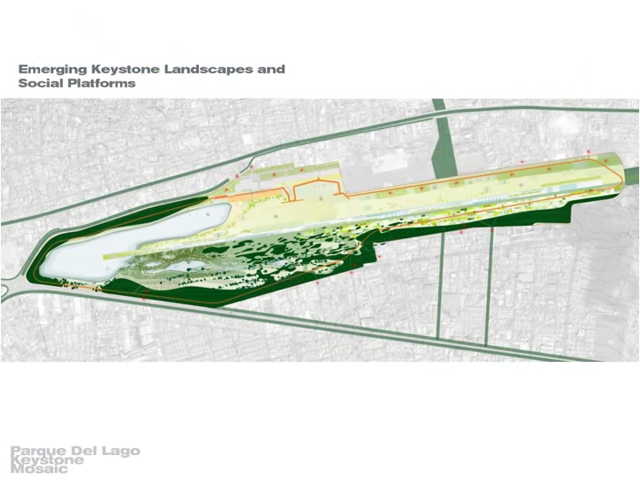 Emerging Keystone Landscapes and
Social Platforms
Parque Del Lago
Keystone
Mosaic